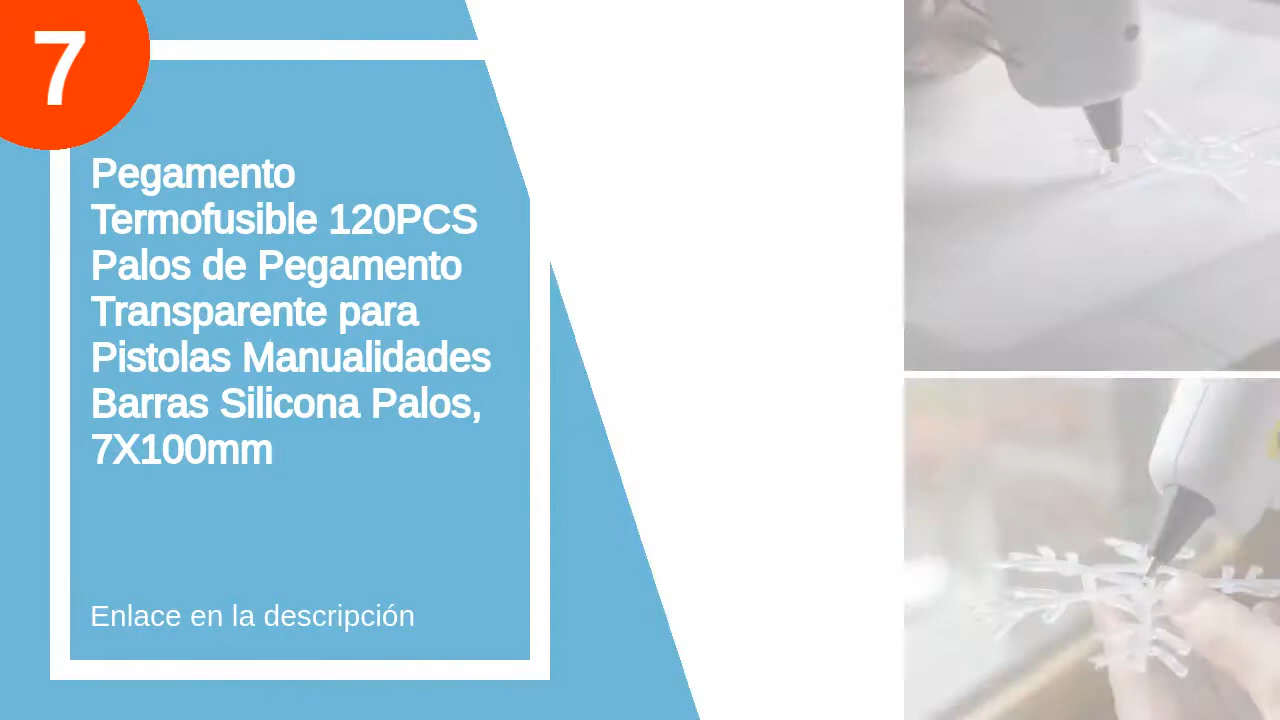 7
Pegamento
Termofusible 120PCS
Palos de Pegamento
Transparente para
Pistolas Manualidades
Barras Silicona Palos,
7X100mm
Enlace en la descripción